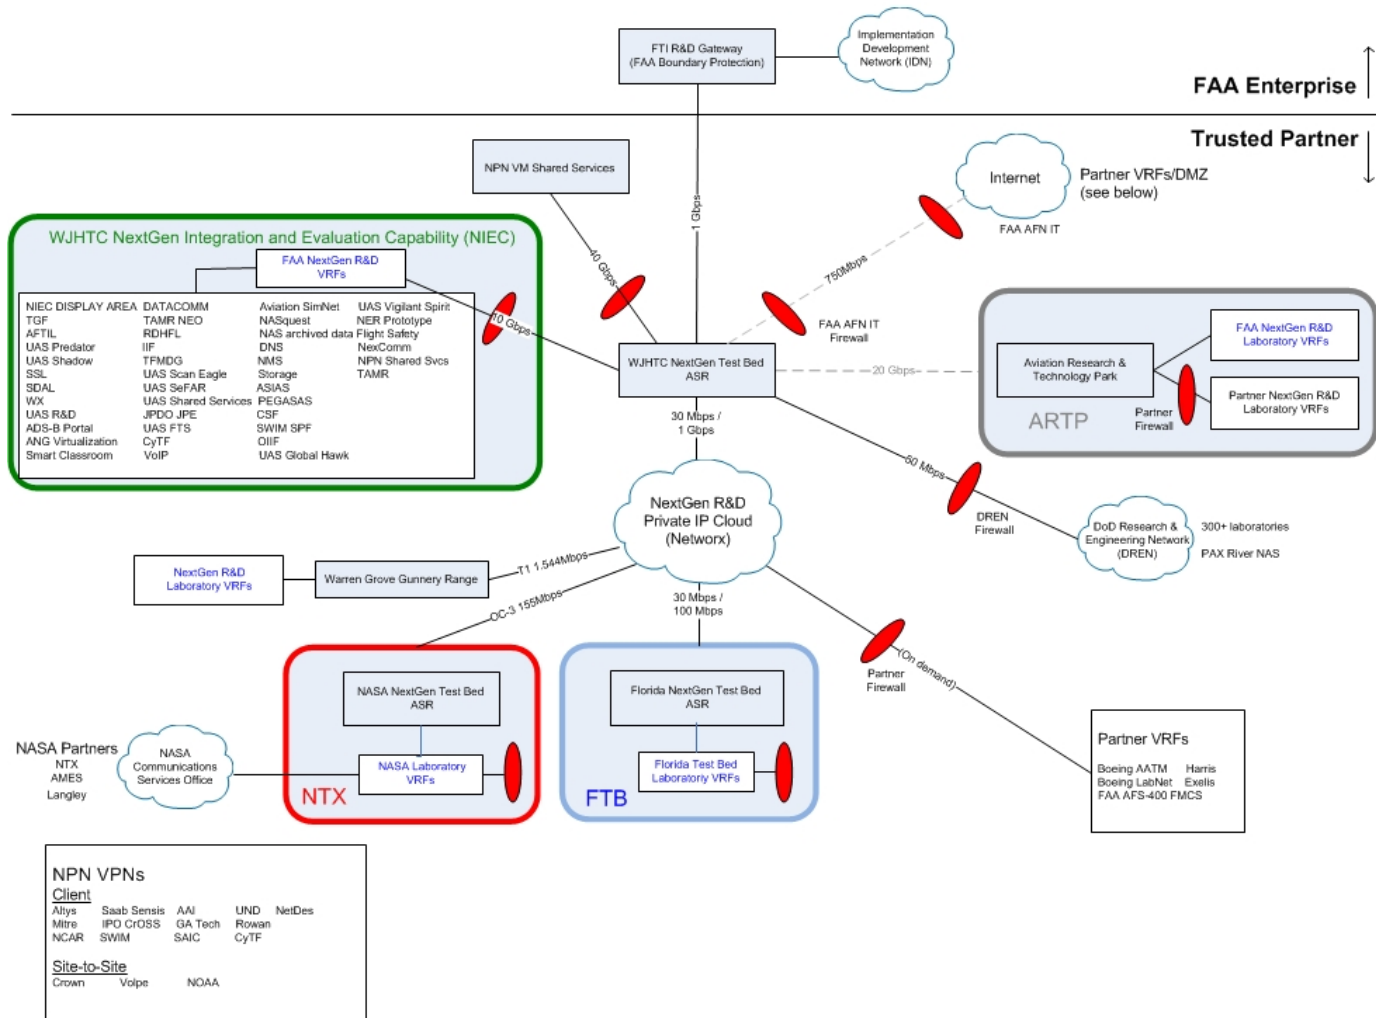 FTI R&D Gateway
(FAA Boundary Protection)
Implementation
Development
Network (IDN)
FAA Enterprise
Trusted Partner
NPN VM Shared Services
1 Gbps
Internet
Partner VRFs/DMZ
(see below)
FAA AFN IT
40 Gbps
750Mbps
FAA AFN IT
Firewall
WJHTC NextGen Integration and Evaluation Capability (NIEC)
FAA NextGen R&D
VRFs
10 Gbps
NIEC DISPLAY AREA DATACOMM Aviation SimNet UAS Vigilant Spirit
TGF TAMR NEO NASquest NER Prototype
AFTIL RDHFL NAS archived data Flight Safety
UAS Predator IIF DNS NexComm
UAS Shadow TFMDG NMS NPN Shared Svcs
SSL UAS Scan Eagle Storage TAMR
SDAL UAS SeFAR ASIAS
WX UAS Shared Services PEGASAS
UAS R&D JPDO JPE CSF
ADS-B Portal UAS FTS SWIM SPF
ANG Virtualization CyTF OIIF
Smart Classroom VoIP UAS Global Hawk
WJHTC NextGen Test Bed
ASR
20 Gbps
Aviation Research &
Technology Park
FAA NextGen R&D
Laboratory VRFs
Partner NextGen R&D
Laboratory VRFs
Partner
Firewall
ARTP
30 Mbps /
1 Gbps
50 Mbps
DREN
Firewall
DoD Research &
Engineering Network
(DREN)
300+ laboratories
PAX River NAS
NextGen R&D
Private IP Cloud
(Networx)
NextGen R&D
Laboratory VRFs
Warren Grove Gunnery Range
T1 1.544Mbps
OC-3 155Mbps
30 Mbps /
100 Mbps
Partner
Firewall
(On demand)
NASA NextGen Test Bed
ASR
NASA Laboratory
VRFs
NTX
Florida NextGen Test Bed
ASR
Florida Test Bed
Laboratoriy VRFs
FTB
NASA Partners
NTX
AMES
Langley
NASA
Communications
Services Office
Partner VRFs
Boeing AATM Harris
Boeing LabNet Exelis
FAA AFS-400 FMCS
NPN VPNs
Client
Altys Saab Sensis AAI UND NetDes
Mitre IPO CrOSS GA Tech Rowan
NCAR SWIM SAIC CyTF
Site-to-Site
Crown Volpe NOAA